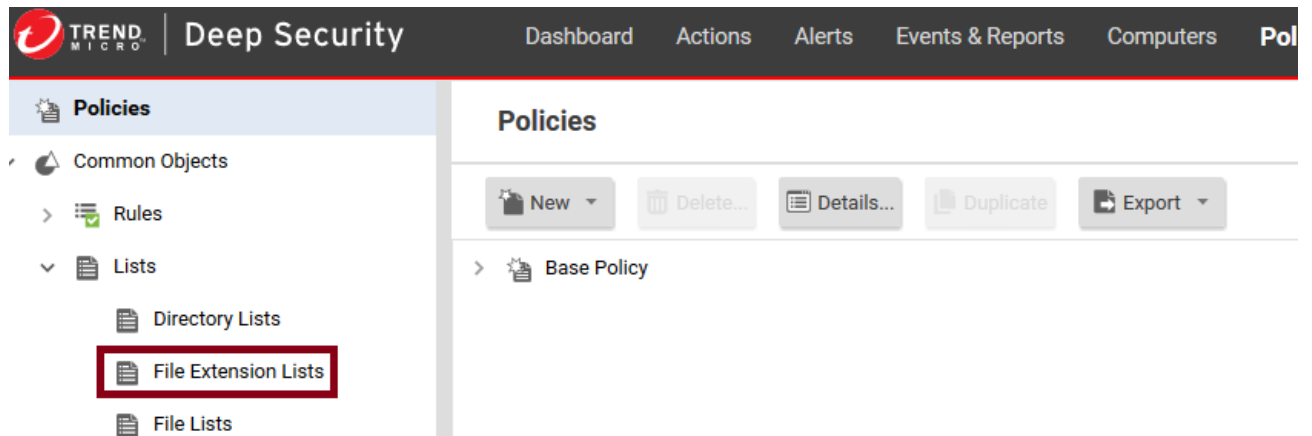 TREND MICRO | Deep Security
Dashboard Actions Alerts Events & Reports Computers Pol
Policies
Common Objects
Rules
Lists
Directory Lists
File Extension Lists
File Lists
Policies
New Delete... Details... Duplicate Export
Base Policy